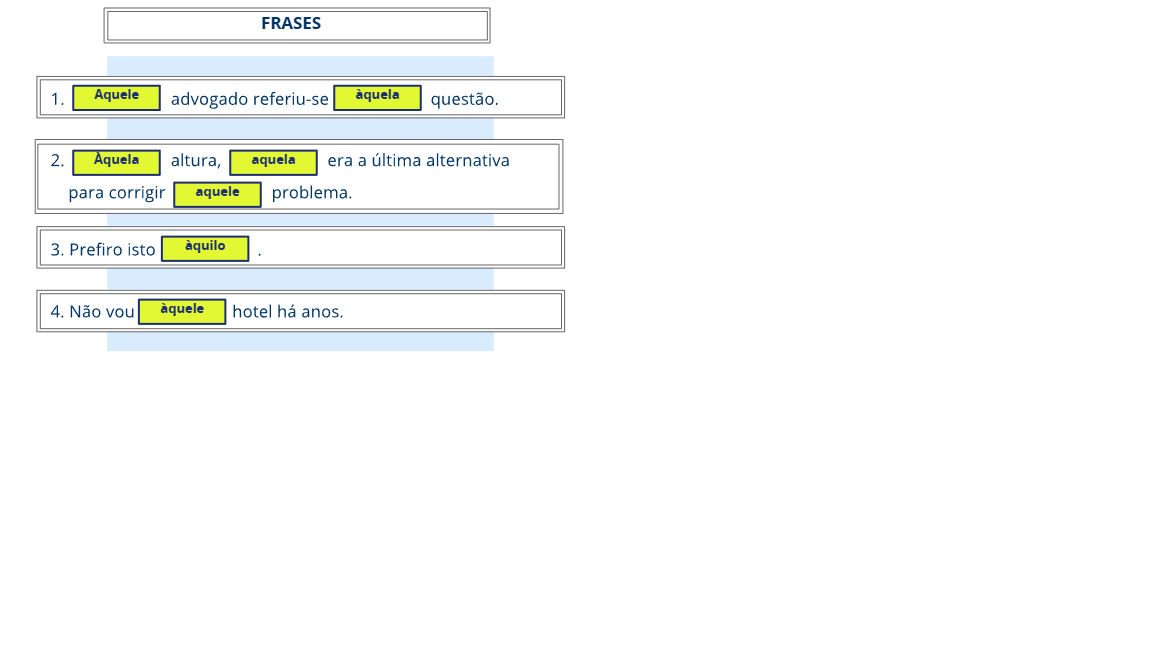 FRASES
1. Aquele advogado referiu-se àquela questão.
2. Àquela altura, aquela era a última alternativa
para corrigir aquele problema.
3. Prefiro isto àquilo .
4. Não vou àquele hotel há anos.